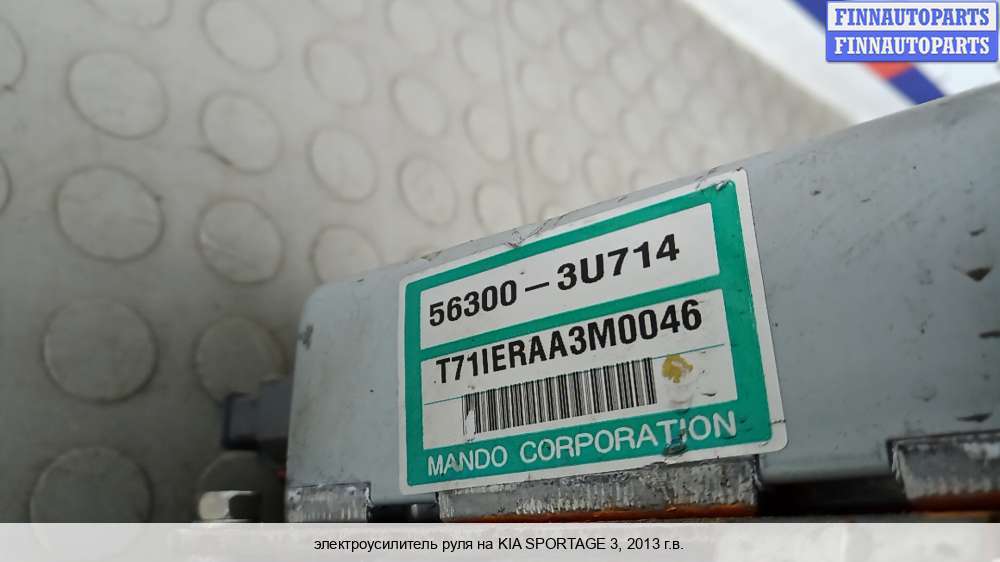 FINNAUTOPARTS
FINNAUTOPARTS
56300-3U714
T71IERAA3M0046
MANDO CORPORATION
электроусилитель руля на KIA SPORTAGE 3, 2013 г.в.